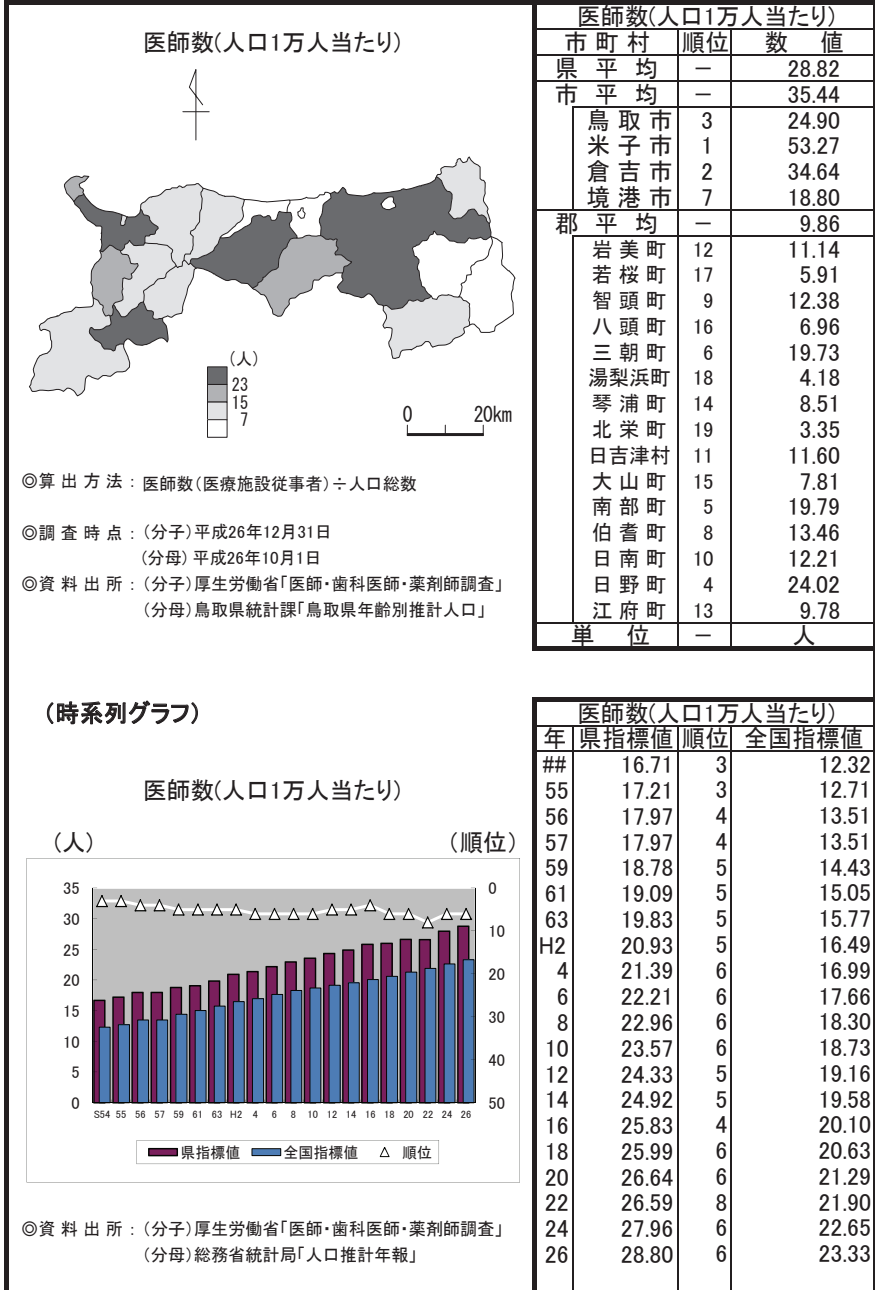 医師数(人口1万人当たり)
(人)
23
15
7
0 20km
◎算出方法：医師数(医療施設従事者)÷人口総数
◎調査時点：(分子)平成26年12月31日
(分母)平成26年10月1日
◎資料出所：(分子)厚生労働省「医師・歯科医師・薬剤師調査」
(分母)鳥取県統計課「鳥取県年齢別推計人口」
医師数(人口1万人当たり)
市町村 順位 数値
県平均 － 28.82
市平均 － 35.44
鳥取市 3 24.90
米子市 1 53.27
倉吉市 2 34.64
境港市 7 18.80
郡平均 － 9.86
岩美町 12 11.14
若桜町 17 5.91
智頭町 9 12.38
八頭町 16 6.96
三朝町 6 19.73
湯梨浜町 18 4.18
琴浦町 14 8.51
北栄町 19 3.35
日吉津村 11 11.60
大山町 15 7.81
南部町 5 19.79
伯耆町 8 13.46
日南町 10 12.21
日野町 4 24.02
江府町 13 9.78
単位 － 人
(時系列グラフ)
医師数(人口1万人当たり)
(人) (順位)
35 0
30
25 10
20 20
15 30
10 40
5
0 50
S54 55 56 57 59 61 63 H2 4 6 8 10 12 14 16 18 20 22 24 26
県指標値 全国指標値 △ 順位
◎資料出所：(分子)厚生労働省「医師・歯科医師・薬剤師調査」
(分母)総務省統計局「人口推計年報」
医師数(人口1万人当たり)
年 県指標値 順位 全国指標値
## 16.71 3 12.32
55 17.21 3 12.71
56 17.97 4 13.51
57 17.97 4 13.51
59 18.78 5 14.43
61 19.09 5 15.05
63 19.83 5 15.77
H2 20.93 5 16.49
4 21.39 6 16.99
6 22.21 6 17.66
8 22.96 6 18.30
10 23.57 6 18.73
12 24.33 5 19.16
14 24.92 5 19.58
16 25.83 4 20.10
18 25.99 6 20.63
20 26.64 6 21.29
22 26.59 8 21.90
24 27.96 6 22.65
26 28.80 6 23.33